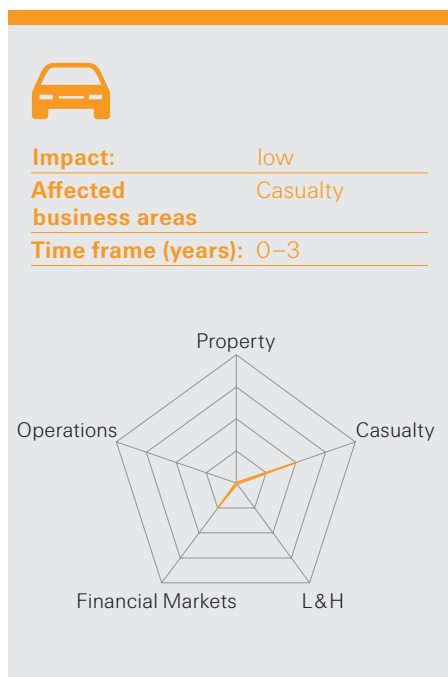 Impact: low
Affected Casualty
business areas
Time frame (years): 0–3
Property
Operations Casualty
Financial Markets L&H